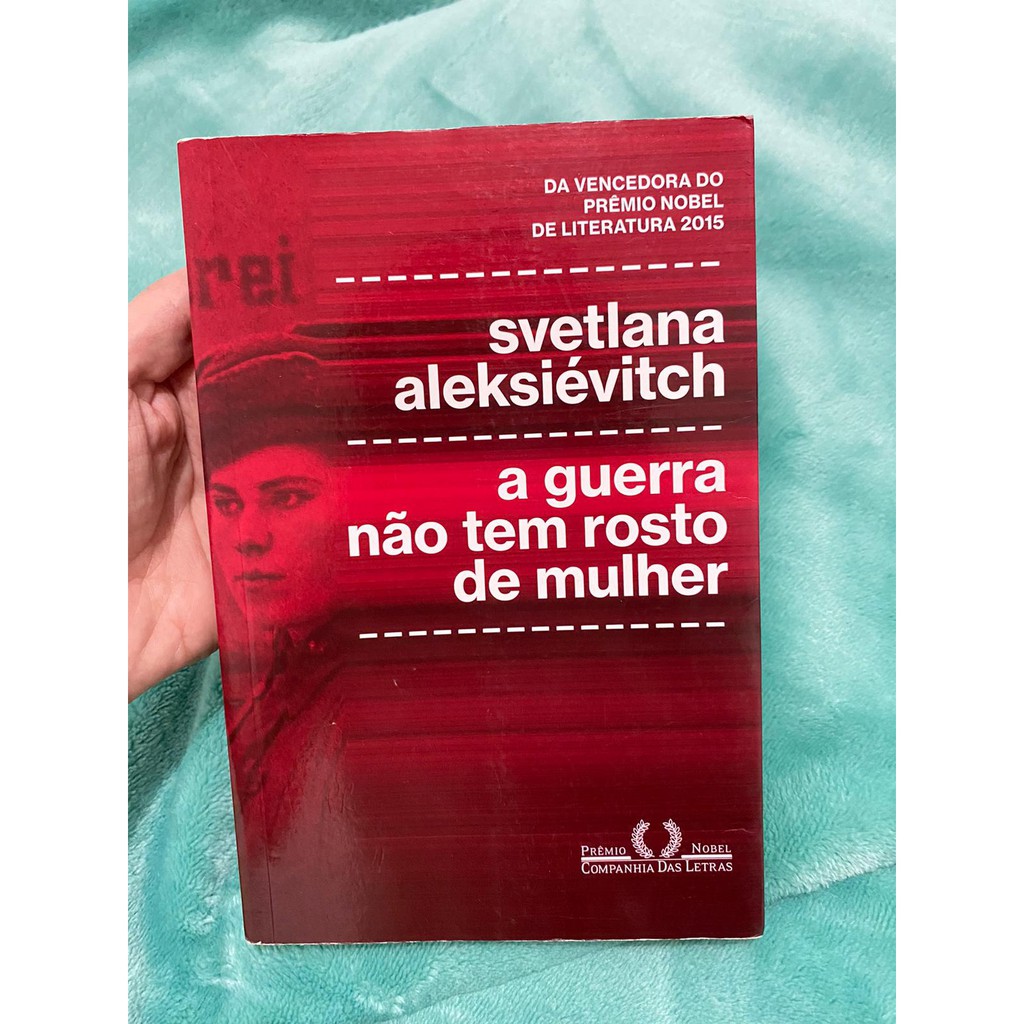 DA VENCEDORA DO
PRÊMIO NOBEL
DE LITERATURA 2015
rei
svetlana
aleksiévitch
a guerra
não tem rosto
de mulher
PRÊMIO NOBEL
COMPANHIA DAS LETRAS